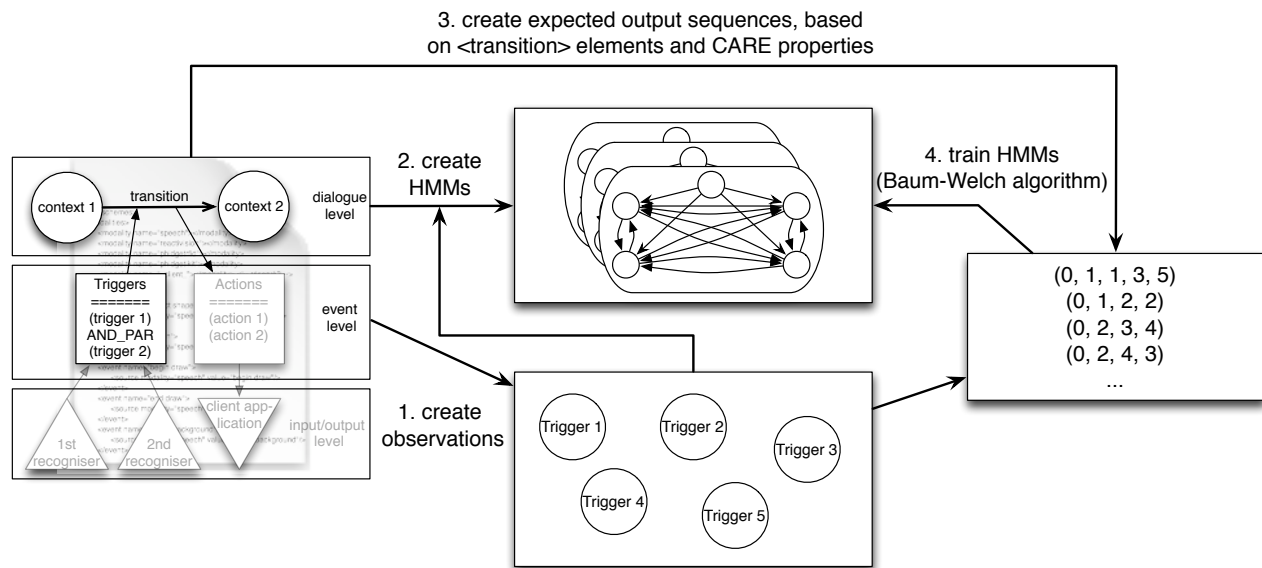 3. create expected output sequences, based
on <transition> elements and CARE properties
2. create
HMMs
4. train HMMs
(Baum-Welch algorithm)
context 1
transition
context 2
dialogue
level
Triggers
=======
(trigger 1)
AND_PAR
(trigger 2)
Actions
=======
(action 1)
(action 2)
event
level
1st
recogniser
2nd
recogniser
client app-
lication
input/output
level
1. create
observations
Trigger 1
Trigger 2
Trigger 3
Trigger 4
Trigger 5
(0, 1, 1, 3, 5)
(0, 1, 2, 2)
(0, 2, 3, 4)
(0, 2, 4, 3)
...